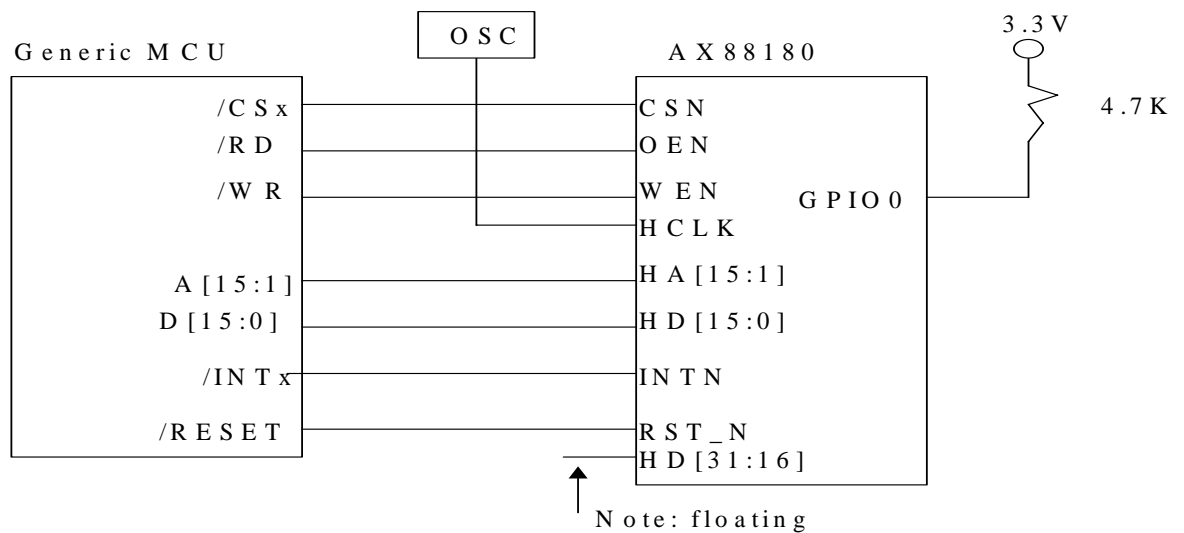 3.3V
OSC
Generic MCU
AX88180
4.7K
/CSx
CSN
/RD
OEN
/WR
WEN
GPIO0
HCLK
A[15:1]
HA[15:1]
D[15:0]
HD[15:0]
/INTx
INTN
/RESET
RST_N
HD[31:16]
Note: floating